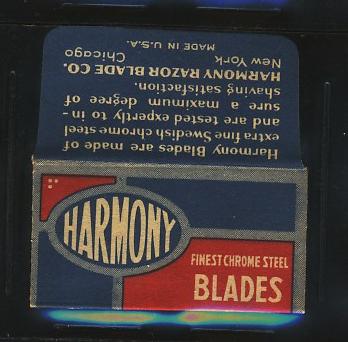 Harmony Blades are made of
extra fine Swedish chrome steel
and are tested expertly to in-
sure a maximum degree of
shaving satisfaction.
HARMONY RAZOR BLADE CO.
New York Chicago
MADE IN U.S.A.
HARMONY
FINEST CHROME STEEL
BLADES